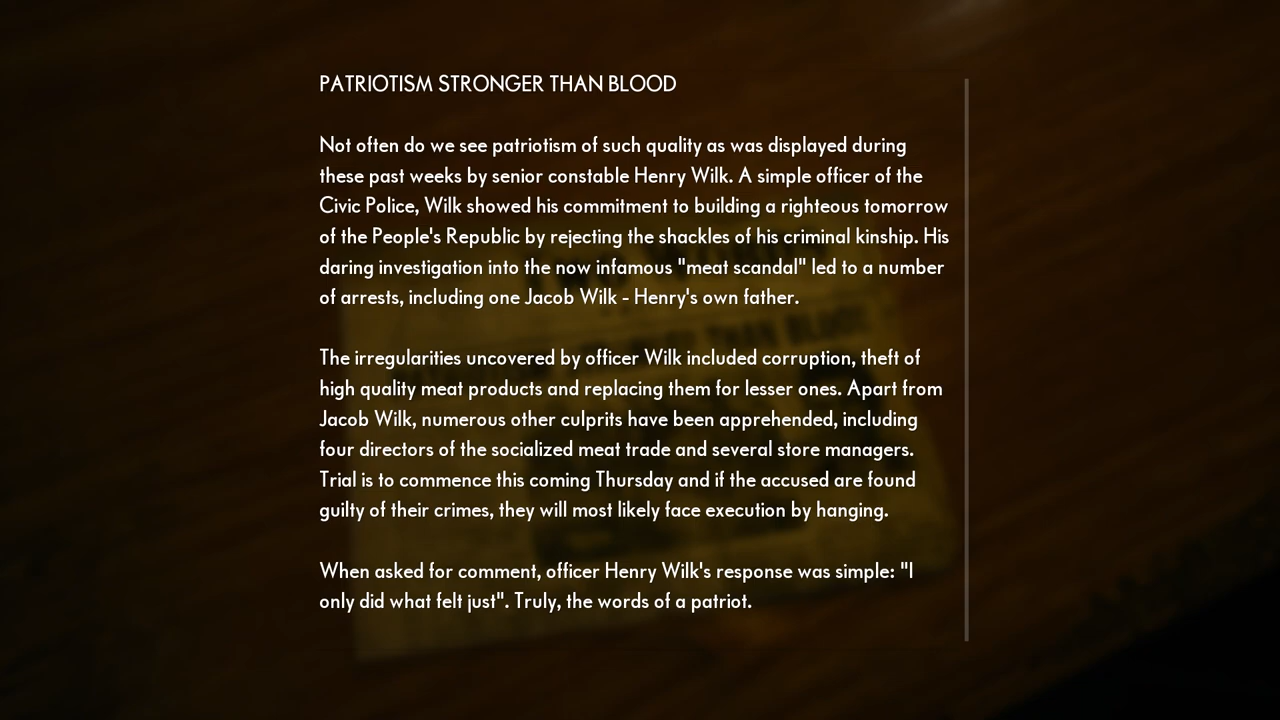 PATRIOTISM STRONGER THAN BLOOD
Not often do we see patriotism of such quality as was displayed during
these past weeks by senior constable Henry Wilk. A simple officer of the
Civic Police, Wilk showed his commitment to building a righteous tomorrow
of the People's Republic by rejecting the shackles of his criminal kinship. His
daring investigation into the now infamous "meat scandal" led to a number
of arrests, including one Jacob Wilk - Henry's own father.
The irregularities uncovered by officer Wilk included corruption, theft of
high quality meat products and replacing them for lesser ones. Apart from
Jacob Wilk, numerous other culprits have been apprehended, including
four directors of the socialized meat trade and several store managers.
Trial is to commence this coming Thursday and if the accused are found
guilty of their crimes, they will most likely face execution by hanging.
When asked for comment, officer Henry Wilk's response was simple: "I
only did what felt just". Truly, the words of a patriot.